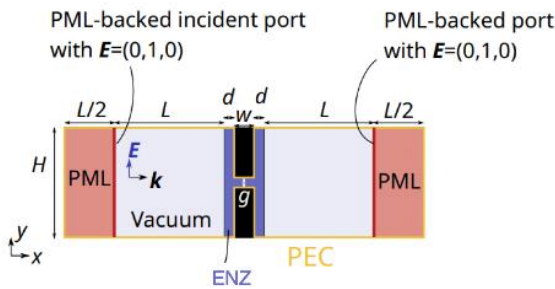 PML-backed incident port
with E=(0,1,0)
PML-backed port
with E=(0,1,0)
L/2
L
d
w
d
L
L/2
H
E
k
PML
g
PML
Vacuum
y
x
ENZ
PEC